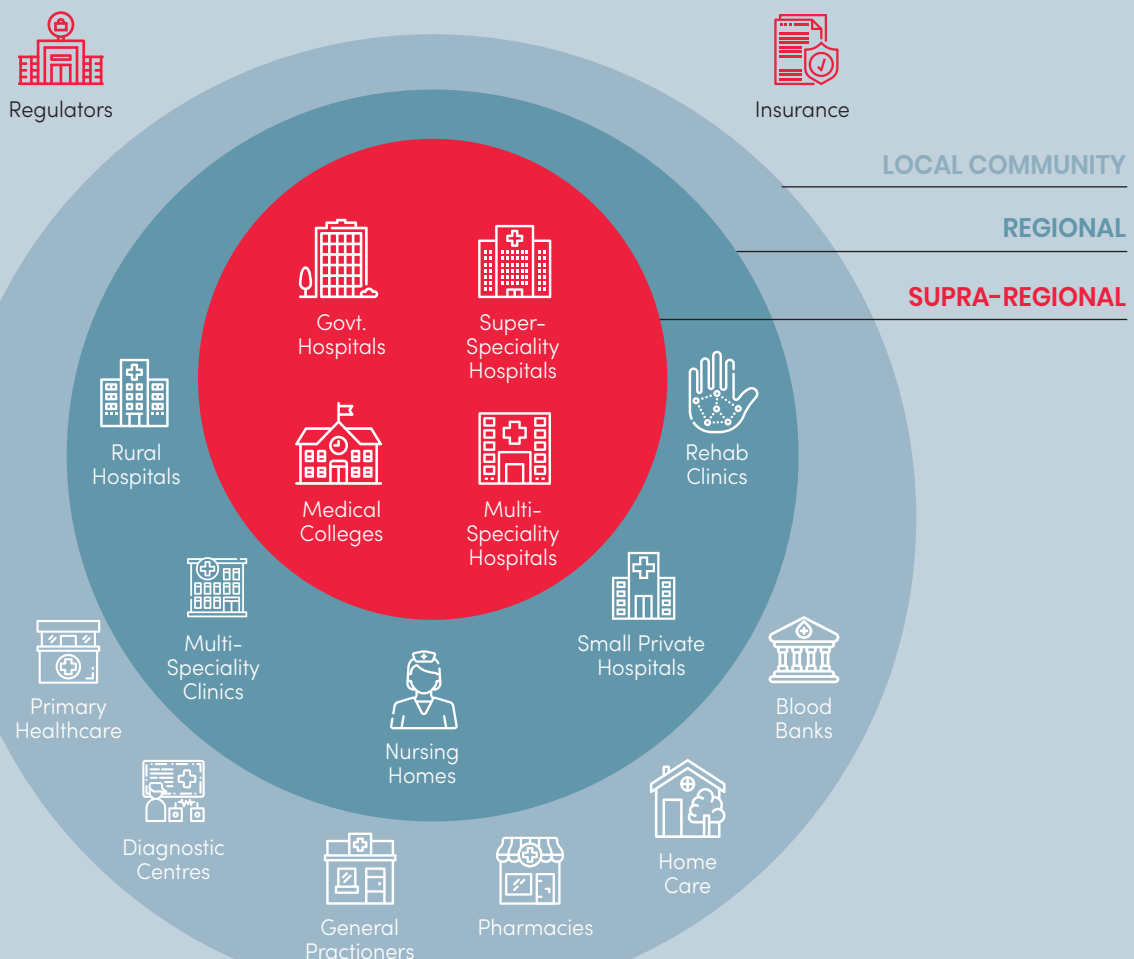 Regulators
Insurance
LOCAL COMMUNITY
REGIONAL
SUPRA-REGIONAL
Govt.
Hospitals
Super-
Speciality
Hospitals
Rural
Hospitals
Rehab
Clinics
Medical
Colleges
Multi-
Speciality
Hospitals
Multi-
Speciality
Clinics
Small Private
Hospitals
Primary
Healthcare
Blood
Banks
Nursing
Homes
Diagnostic
Centres
Home
Care
General
Practioners
Pharmacies